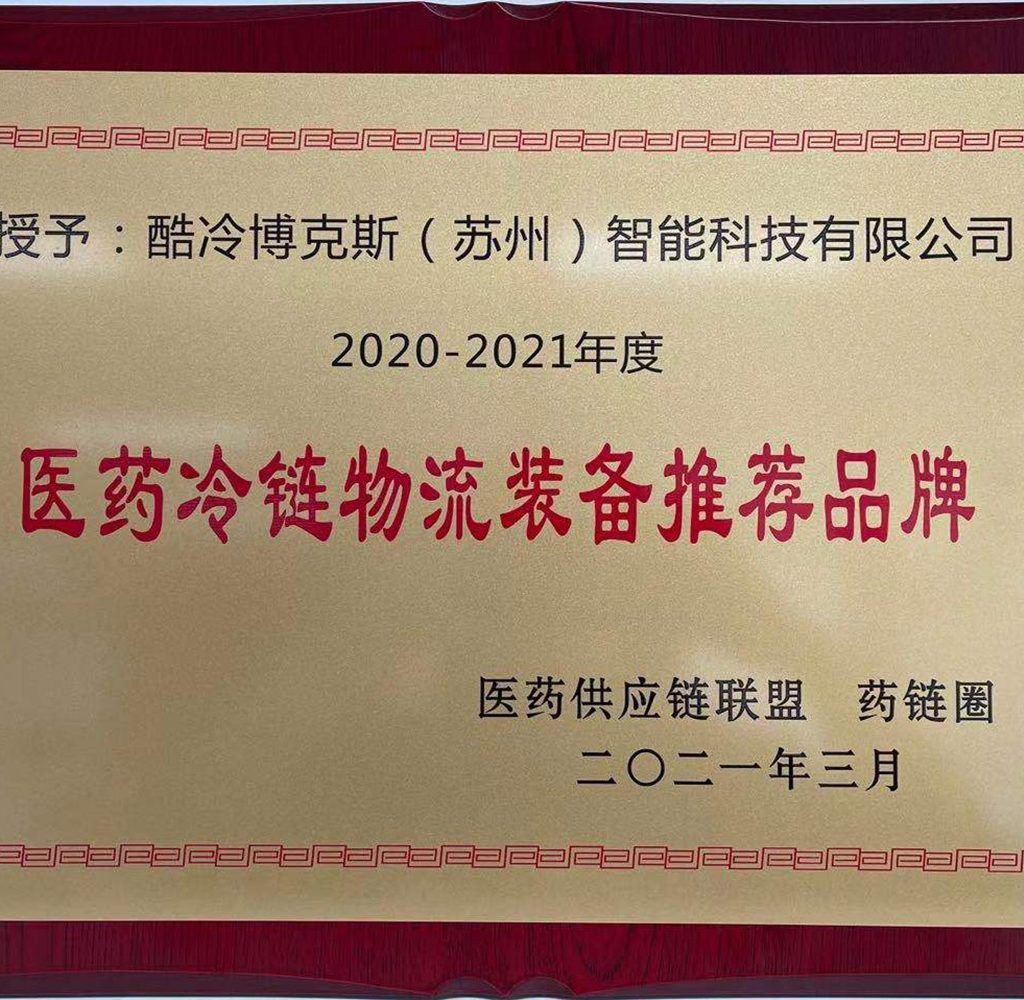 授予：酷冷博克斯（苏州）智能科技有限公司
2020-2021年度
医药冷链物流装备推荐品牌
医药供应链联盟 药链圈
二〇二一年三月